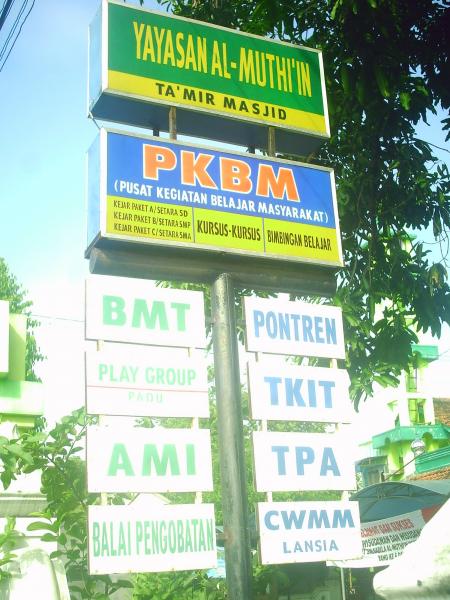 YAYASAN AL-MUTHI'IN
TA'MIR MASJID
PKBM
(PUSAT KEGIATAN BELAJAR MASYARAKAT)
KEJAR PAKET A/SETARA SD
KEJAR PAKET B/SETARA SMP
KEJAR PAKET C/SETARA SMA
KURSUS-KURSUS
BIMBINGAN BELAJAR
BMT
PONTREN
PLAY GROUP
PADU
TKIT
AMI
TPA
BALAI PENGOBATAN
CWMM
LANSIA
DAN SUKSES